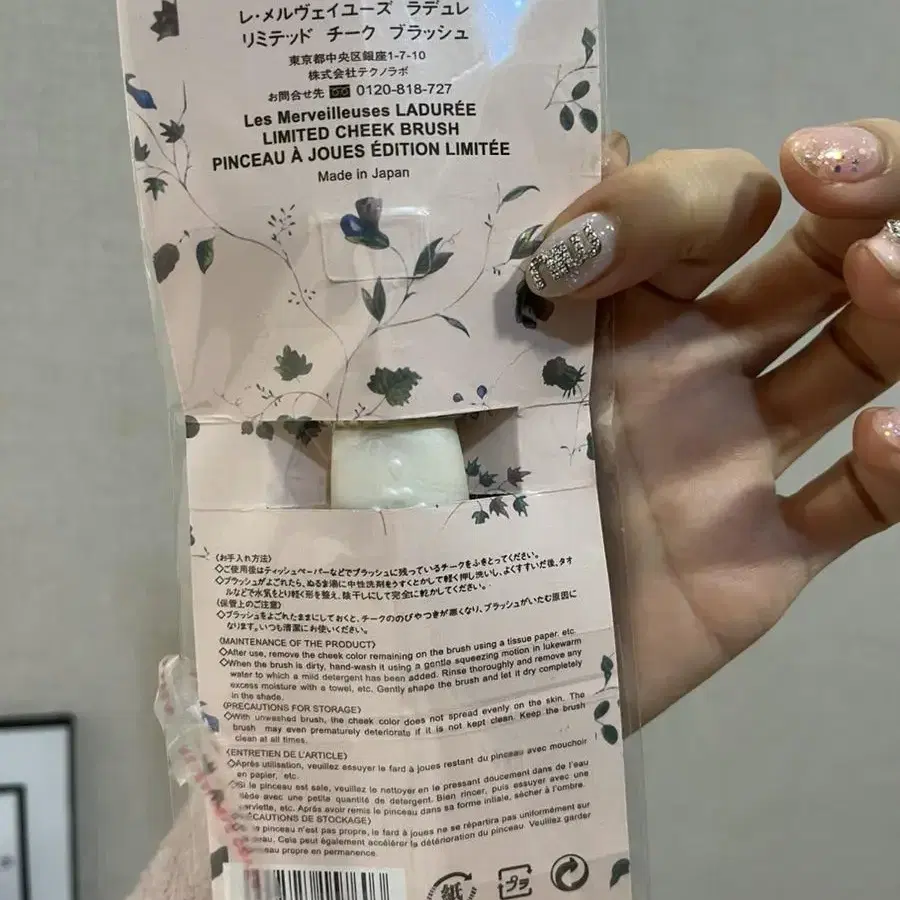 レ・メルヴェイユーズ ラデュレ
リミテッド チーク ブラッシュ
東京都中央区銀座1-7-10
株式会社テクノラボ
お問合せ先 0120-818-727
Les Merveilleuses LADURÉE
LIMITED CHEEK BRUSH
PINCEAU À JOUES ÉDITION LIMITÉE
Made in Japan
〈お手入れ方法〉
◇ご使用後はティッシュペーパーなどでブラッシュに残っているチークをふきとってください。
◇ブラッシュがよごれたら、ぬるま湯に中性洗剤をうすくとかして軽く押し洗いし、よくすすいだ後、タオ
ルなどで水気をとり軽く形を整え、陰干しにして完全に乾かしてください。
〈保管上のご注意〉
◇ブラッシュをよごれたままにしておくと、チークののびやつきが悪くなり、ブラッシュがいたむ原因に
なります。いつも清潔にお使いください。
〈MAINTENANCE OF THE PRODUCT〉
◇After use, remove the cheek color remaining on the brush using a tissue paper, etc.
◇When the brush is dirty, hand-wash it using a gentle squeezing motion in lukewarm
water to which a mild detergent has been added. Rinse thoroughly and remove any
excess moisture with a towel, etc. Gently shape the brush and let it dry completely
in the shade.
〈PRECAUTIONS FOR STORAGE〉
◇With unwashed brush, the cheek color does not spread evenly on the skin. The
brush may even prematurely deteriorate if it is not kept clean. Keep the brush
clean at all times.
〈ENTRETIEN DE L'ARTICLE〉
◇Après utilisation, veuillez essuyer le fard à joues restant du pinceau avec mouchoir
en papier, etc.
◇Si le pinceau est sale, veuillez le nettoyer en le pressant doucement dans de l'eau
tiède avec une petite quantité de detergent. Bien rincer, puis essuyer avec une
serviette, etc. Après avoir remis le pinceau dans sa forme intiale, sécher à l'ombre.
PRÉCAUTIONS DE STOCKAGE〉
le pinceau n'est pas propre, le fard à joues ne se répartira pas uniformément sur
Cela peut également accélérer la détérioration du pinceau. Veuillez garder
propre en permanence.
紙
プラ